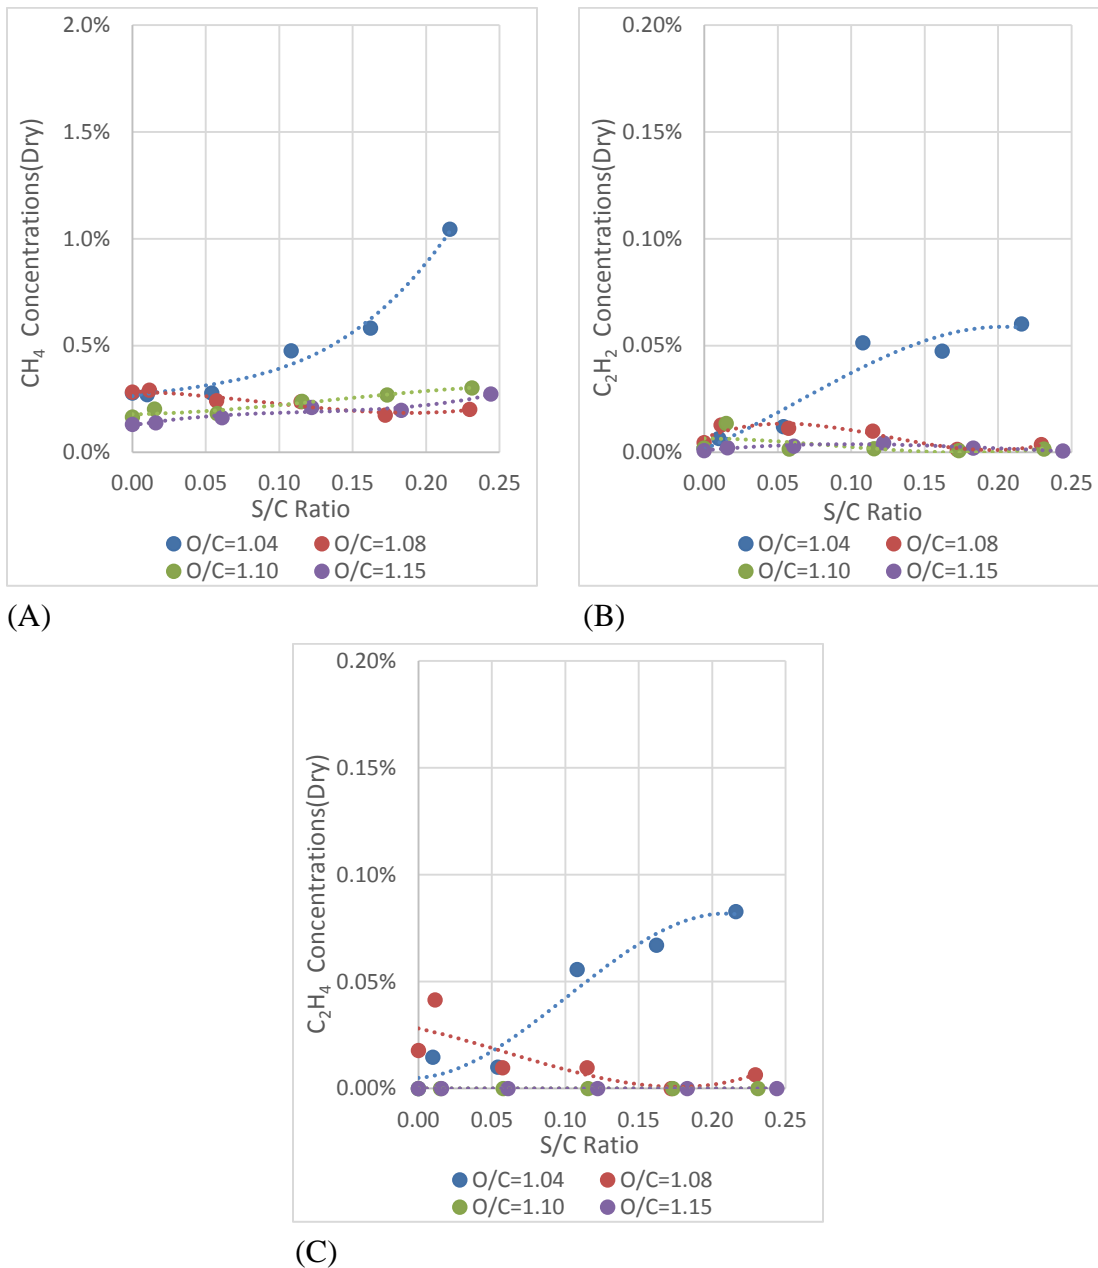 2.0%
1.5%
1.0%
0.5%
0.0%
CH₄ Concentrations(Dry)
0.00 0.05 0.10 0.15 0.20 0.25
S/C Ratio
O/C=1.04 O/C=1.08
O/C=1.10 O/C=1.15
(A)
0.20%
0.15%
0.10%
0.05%
0.00%
C₂H₂ Concentrations(Dry)
0.00 0.05 0.10 0.15 0.20 0.25
S/C Ratio
O/C=1.04 O/C=1.08
O/C=1.10 O/C=1.15
(B)
0.20%
0.15%
0.10%
0.05%
0.00%
C₂H₄ Concentrations(Dry)
0.00 0.05 0.10 0.15 0.20 0.25
S/C Ratio
O/C=1.04 O/C=1.08
O/C=1.10 O/C=1.15
(C)